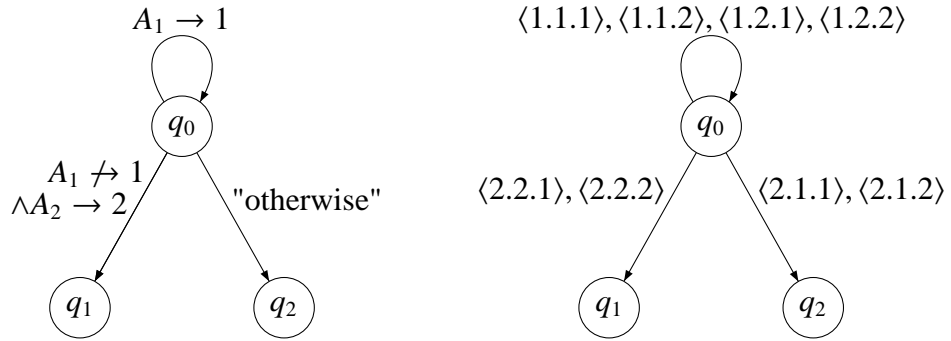 A₁ → 1
q₀
A₁ ↛ 1
∧A₂ → 2
"otherwise"
q₁
q₂
⟨1.1.1⟩, ⟨1.1.2⟩, ⟨1.2.1⟩, ⟨1.2.2⟩
q₀
⟨2.2.1⟩, ⟨2.2.2⟩
⟨2.1.1⟩, ⟨2.1.2⟩
q₁
q₂